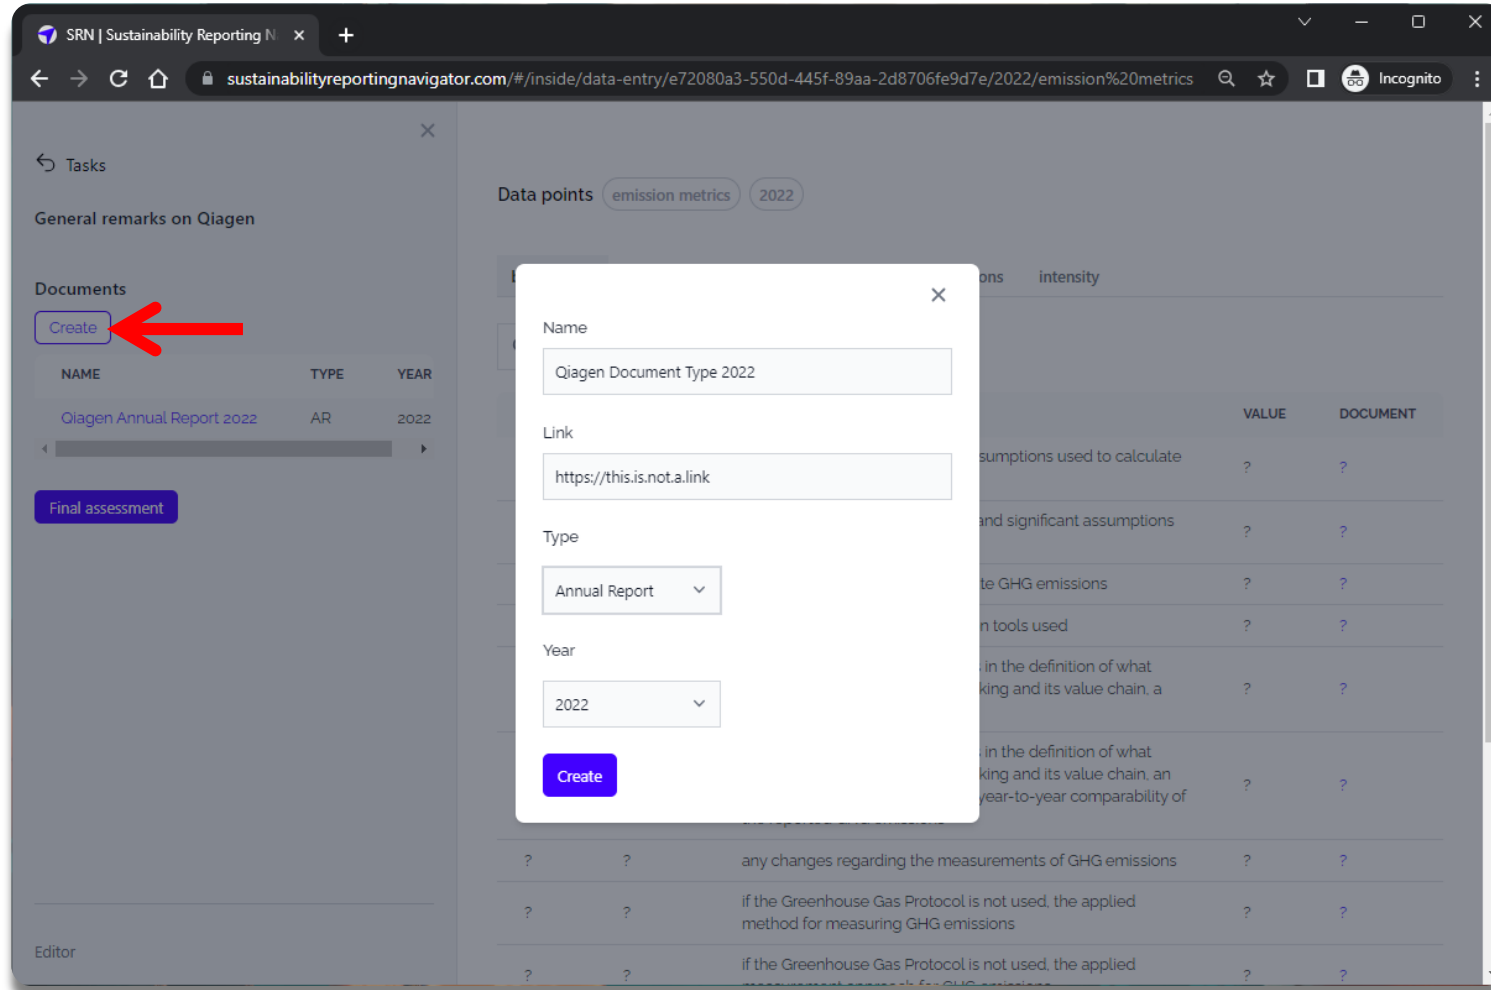 SRN | Sustainability Reporting N
sustainabilityreportingnavigator.com/#/inside/data-entry/e72080a3-550d-445f-89aa-2d8706fe9d7e/2022/emission%20metrics
Incognito
Tasks
General remarks on Qiagen
Documents
Create
NAME TYPE YEAR
Qiagen Annual Report 2022 AR 2022
Final assessment
Editor
Data points emission metrics 2022
intensity
VALUE DOCUMENT
used to calculate
? ?
and significant assumptions
? ?
GHG emissions ? ?
tools used ? ?
in the definition of what
and its value chain, a ? ?
in the definition of what
and its value chain, an
year-to-year comparability of
? ?
? ? any changes regarding the measurements of GHG emissions ? ?
if the Greenhouse Gas Protocol is not used, the applied
method for measuring GHG emissions
? ? ? ?
if the Greenhouse Gas Protocol is not used, the applied
? ? ? ?
Name
Qiagen Document Type 2022
Link
https://this.is.not.a.link
Type
Annual Report
Year
2022
Create